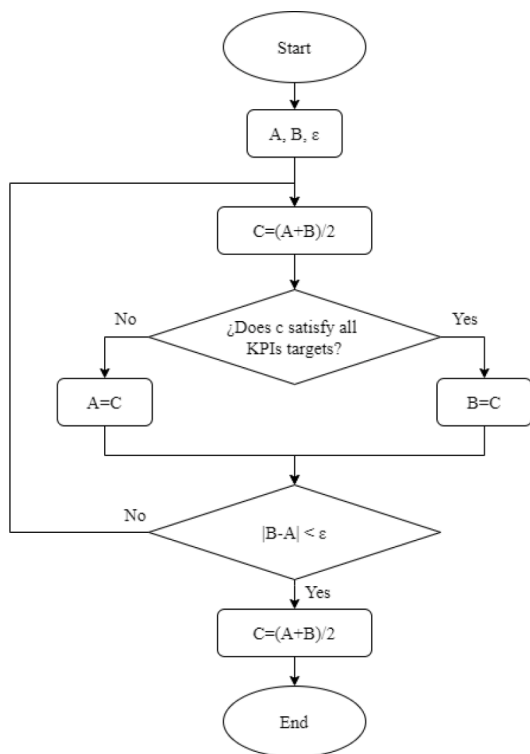 Start
A, B, ε
C=(A+B)/2
No
¿Does c satisfy all
KPIs targets?
Yes
A=C
B=C
No
|B-A| < ε
Yes
C=(A+B)/2
End